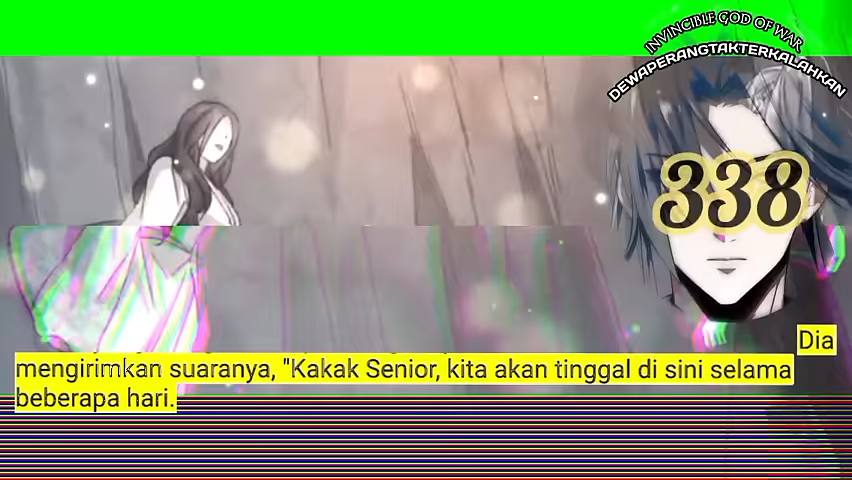 INVINCIBLE GOD OF WAR
DEWAPERANGTAKTERKALAHKAN
338
Dia
mengirimkan suaranya, "Kakak Senior, kita akan tinggal di sini selama
beberapa hari.